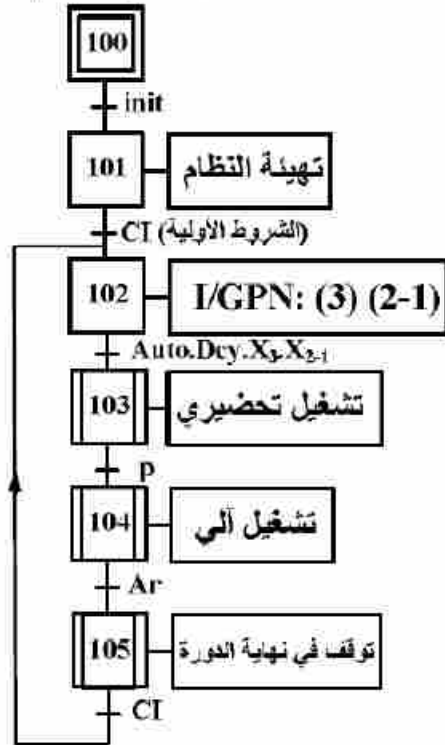 100
init
101
تهيئة النظام
CI (الشروط الأولية)
102
I/GPN: (3) (2-1)
Auto.Dcy.X3.X2-1
103
تشغيل تحضيري
p
104
تشغيل آلي
Ar
105
توقف في نهاية الدورة
CI